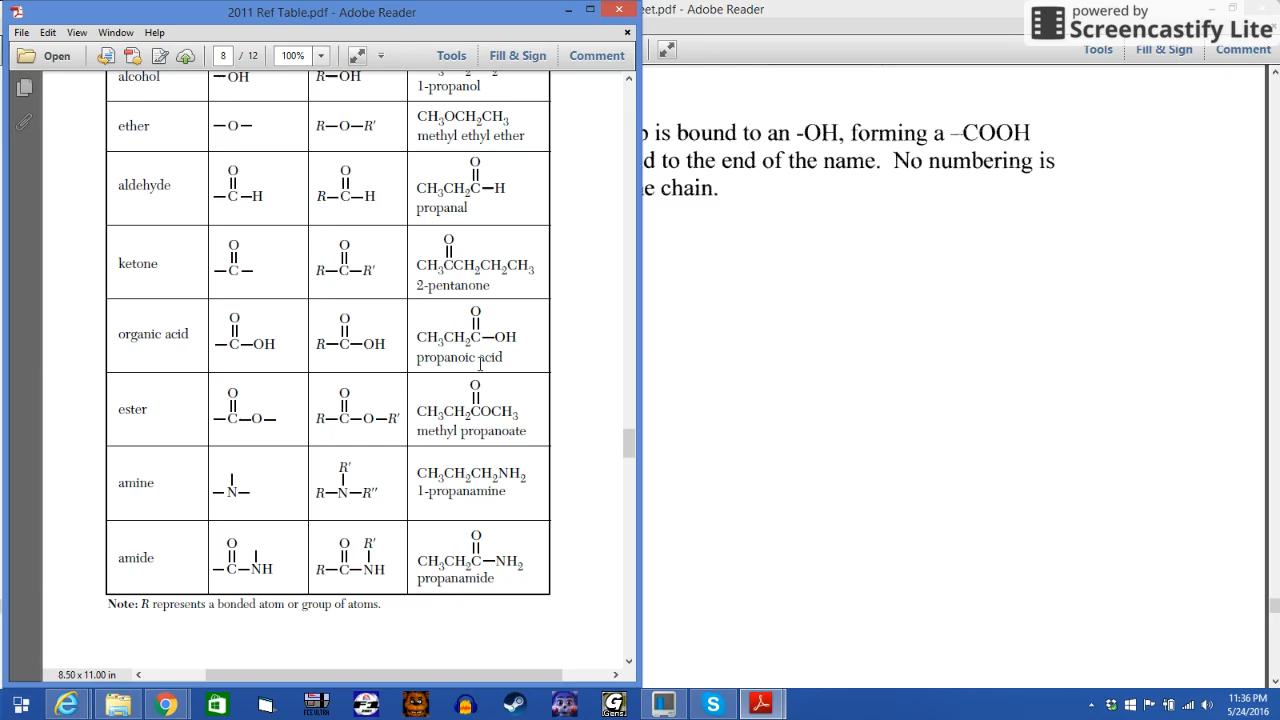 2011 Ref Table.pdf - Adobe Reader
eet.pdf - Adobe Reader
powered by
Screencastify Lite
File Edit View Window Help
Open 8 / 12 100% Tools Fill & Sign Comment
Tools Fill & Sign Comment
alcohol —OH R—OH
1-propanol
ether —O— R—O—R' CH3OCH2CH3
methyl ethyl ether
O O O
aldehyde —C—H R—C—H CH3CH2C—H
propanal
O O O
ketone —C— R—C—R' CH3CCH2CH2CH3
2-pentanone
O O O
organic acid —C—OH R—C—OH CH3CH2C—OH
propanoic acid
O O O
ester —C—O— R—C—O—R' CH3CH2COCH3
methyl propanoate
R'
amine —N— R—N—R'' CH3CH2CH2NH2
1-propanamine
O O R' O
amide —C—NH R—C—NH CH3CH2C—NH2
propanamide
Note: R represents a bonded atom or group of atoms.
8.50 x 11.00 in
is bound to an -OH, forming a –COOH
d to the end of the name. No numbering is
e chain.
11:36 PM
5/24/2016